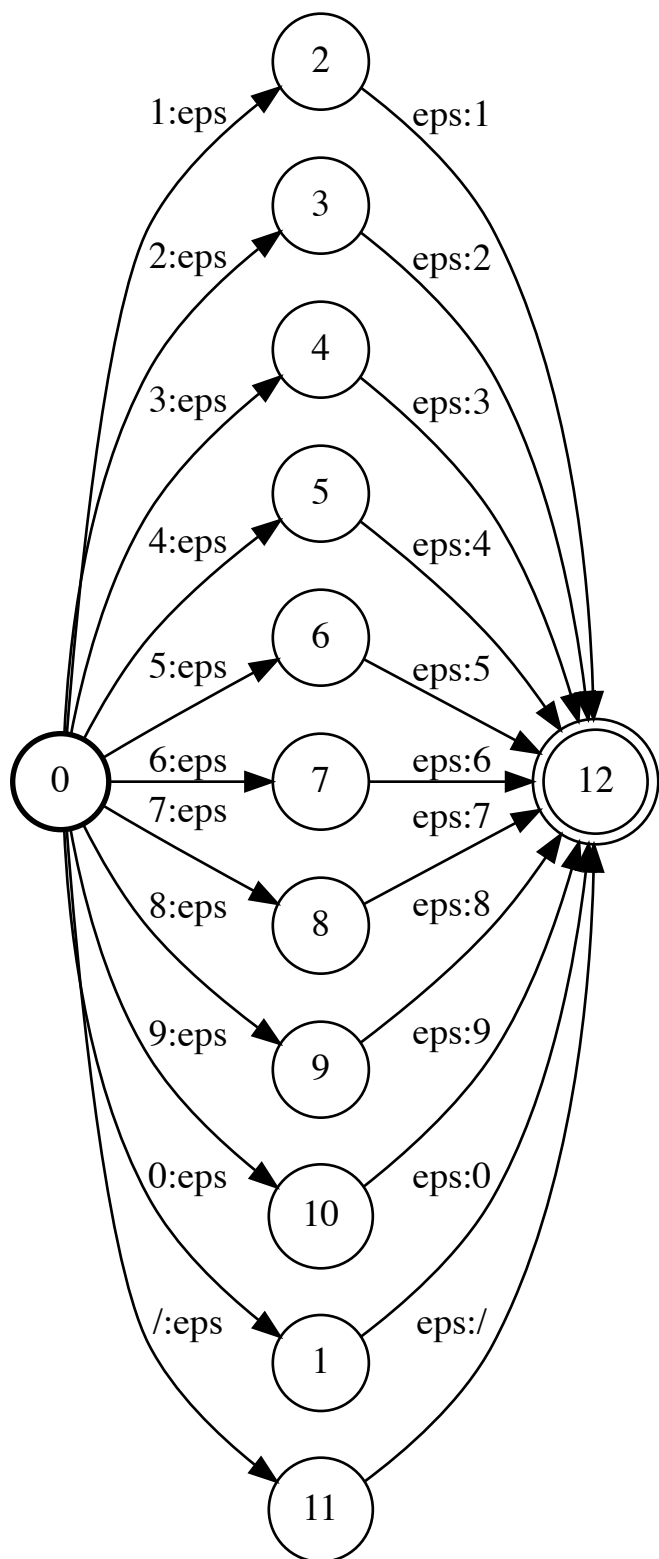 2
1:eps eps:1
3
2:eps eps:2
4
3:eps eps:3
5
4:eps eps:4
6
5:eps eps:5
6:eps eps:6
0 7 12
7:eps eps:7
8:eps eps:8
8
9:eps eps:9
9
0:eps eps:0
10
/:eps eps:/
1
11